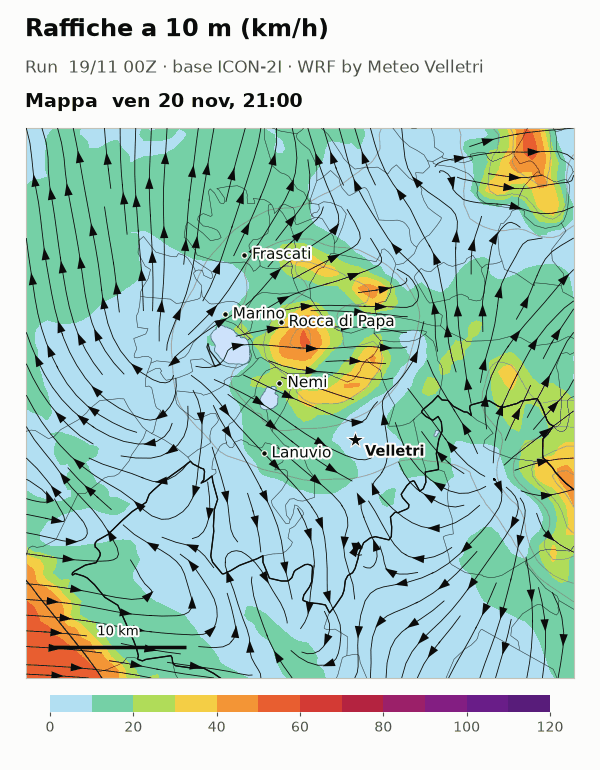 Raffiche a 10 m (km/h)
Run 19/11 00Z · base ICON-2I · WRF by Meteo Velletri
Mappa ven 20 nov, 21:00
Frascati
Marino
Rocca di Papa
Nemi
Velletri
Lanuvio
10 km
0 20 40 60 80 100 120